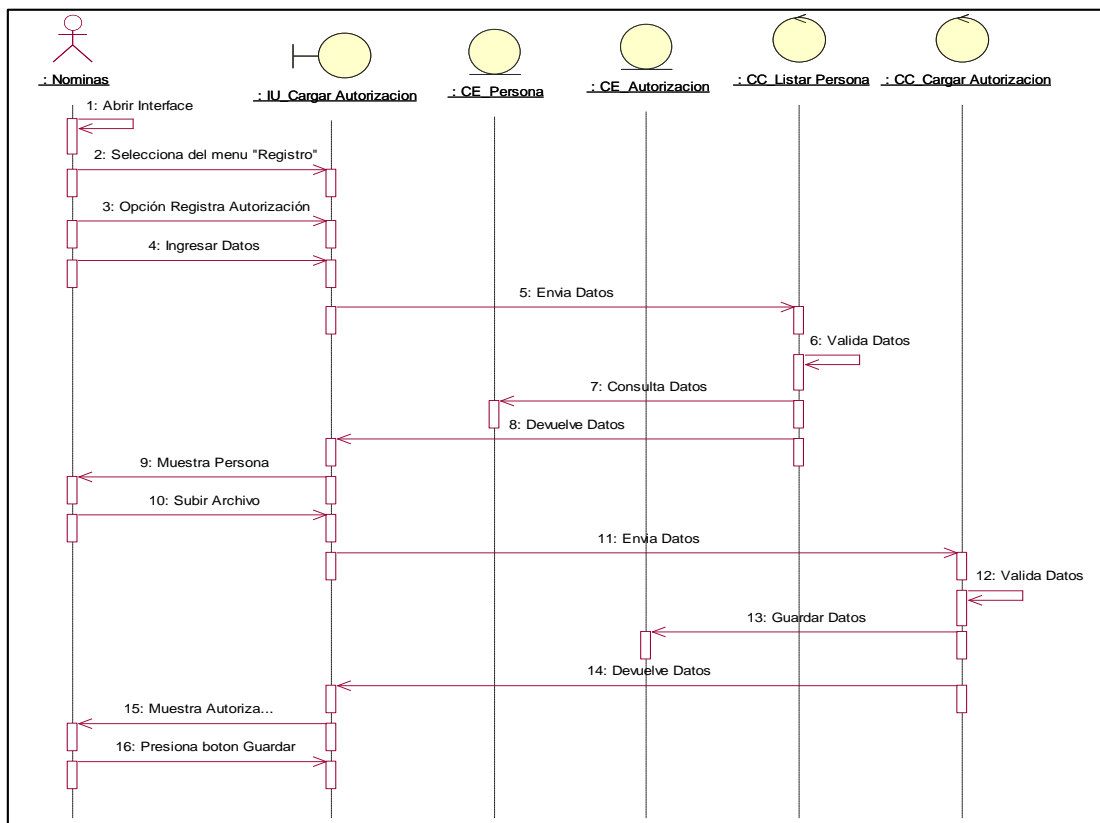 : Nominas
: IU_Cargar Autorizacion
: CE_Persona
: CE_Autorizacion
: CC_Listar Persona
: CC_Cargar Autorizacion
1: Abrir Interface
2: Selecciona del menu "Registro"
3: Opción Registra Autorización
4: Ingresar Datos
5: Envia Datos
6: Valida Datos
7: Consulta Datos
8: Devuelve Datos
9: Muestra Persona
10: Subir Archivo
11: Envia Datos
12: Valida Datos
13: Guardar Datos
14: Devuelve Datos
15: Muestra Autoriza...
16: Presiona boton Guardar